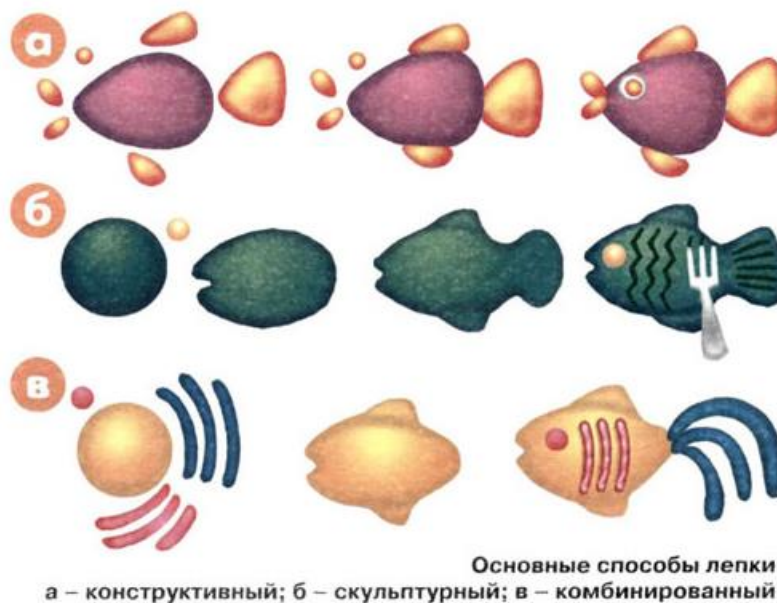 а
б
в
Основные способы лепки
а – конструктивный; б – скульптурный; в – комбинированный